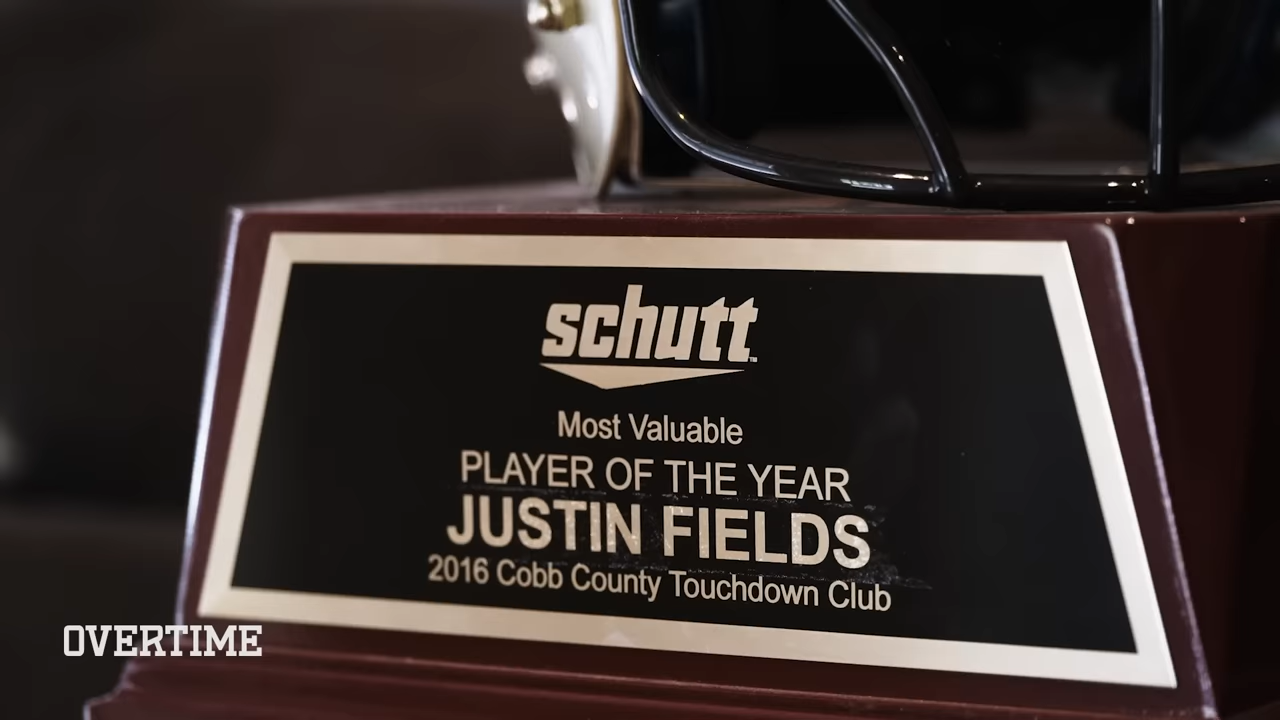 schutt
Most Valuable
PLAYER OF THE YEAR
JUSTIN FIELDS
2016 Cobb County Touchdown Club
OVERTIME